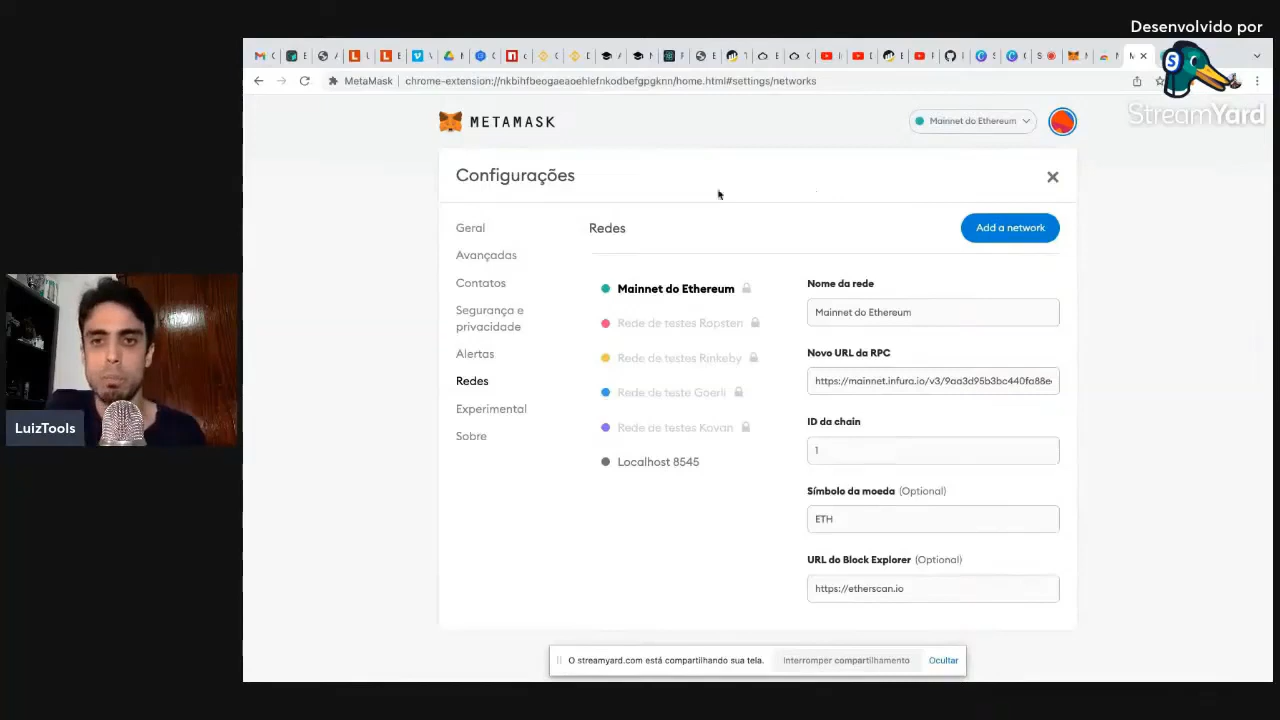 Desenvolvido por
StreamYard
MetaMask
chrome-extension://nkbihfbeogaeaoehlefnkodbefgpgknn/home.html#settings/networks
METAMASK
Mainnet do Ethereum
Configurações
Geral
Avançadas
Contatos
Segurança e
privacidade
Alertas
Redes
Experimental
Sobre
Redes
Add a network
Mainnet do Ethereum
Rede de testes Ropsten
Rede de testes Rinkeby
Rede de teste Goerli
Rede de testes Kovan
Localhost 8545
Nome da rede
Mainnet do Ethereum
Novo URL da RPC
https://mainnet.infura.io/v3/9aa3d95b3bc440fa88e
ID da chain
1
Símbolo da moeda (Optional)
ETH
URL do Block Explorer (Optional)
https://etherscan.io
LuizTools
O streamyard.com está compartilhando sua tela.
Interromper compartilhamento
Ocultar